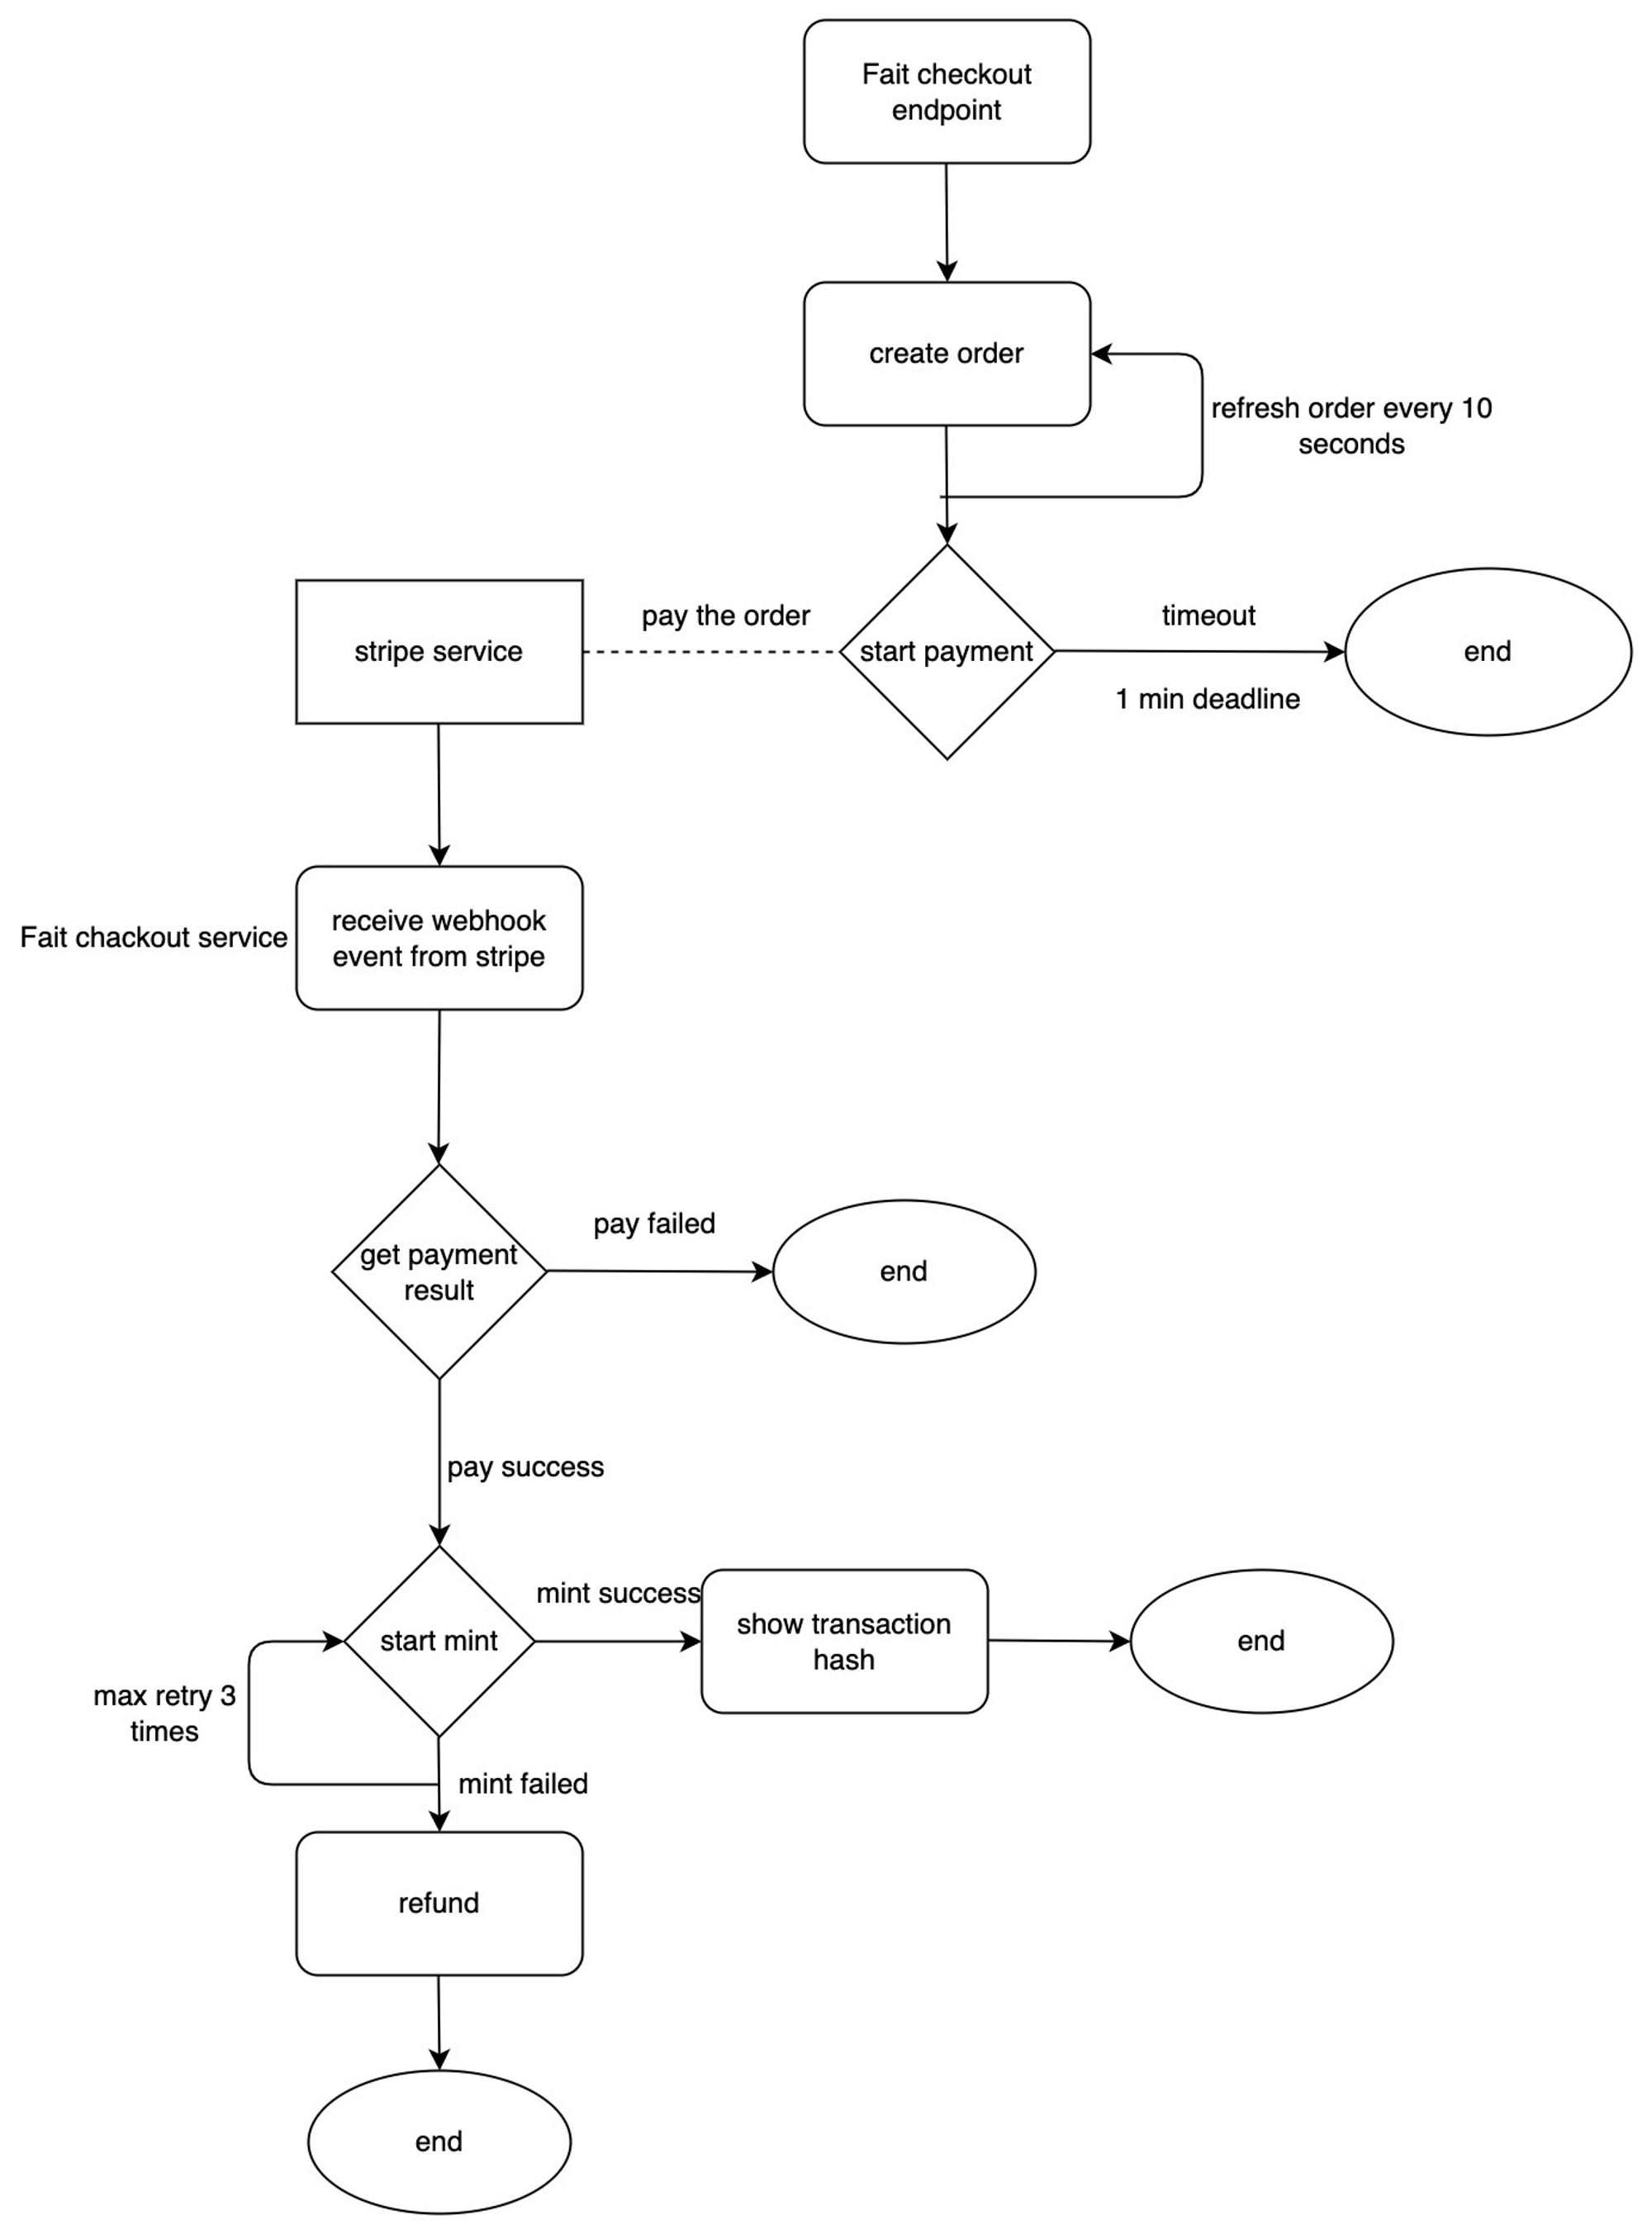 Fait checkout
endpoint
create order
refresh order every 10
seconds
stripe service
pay the order
start payment
timeout
1 min deadline
end
Fait chackout service
receive webhook
event from stripe
get payment
result
pay failed
end
pay success
start mint
mint success
show transaction
hash
end
max retry 3
times
mint failed
refund
end